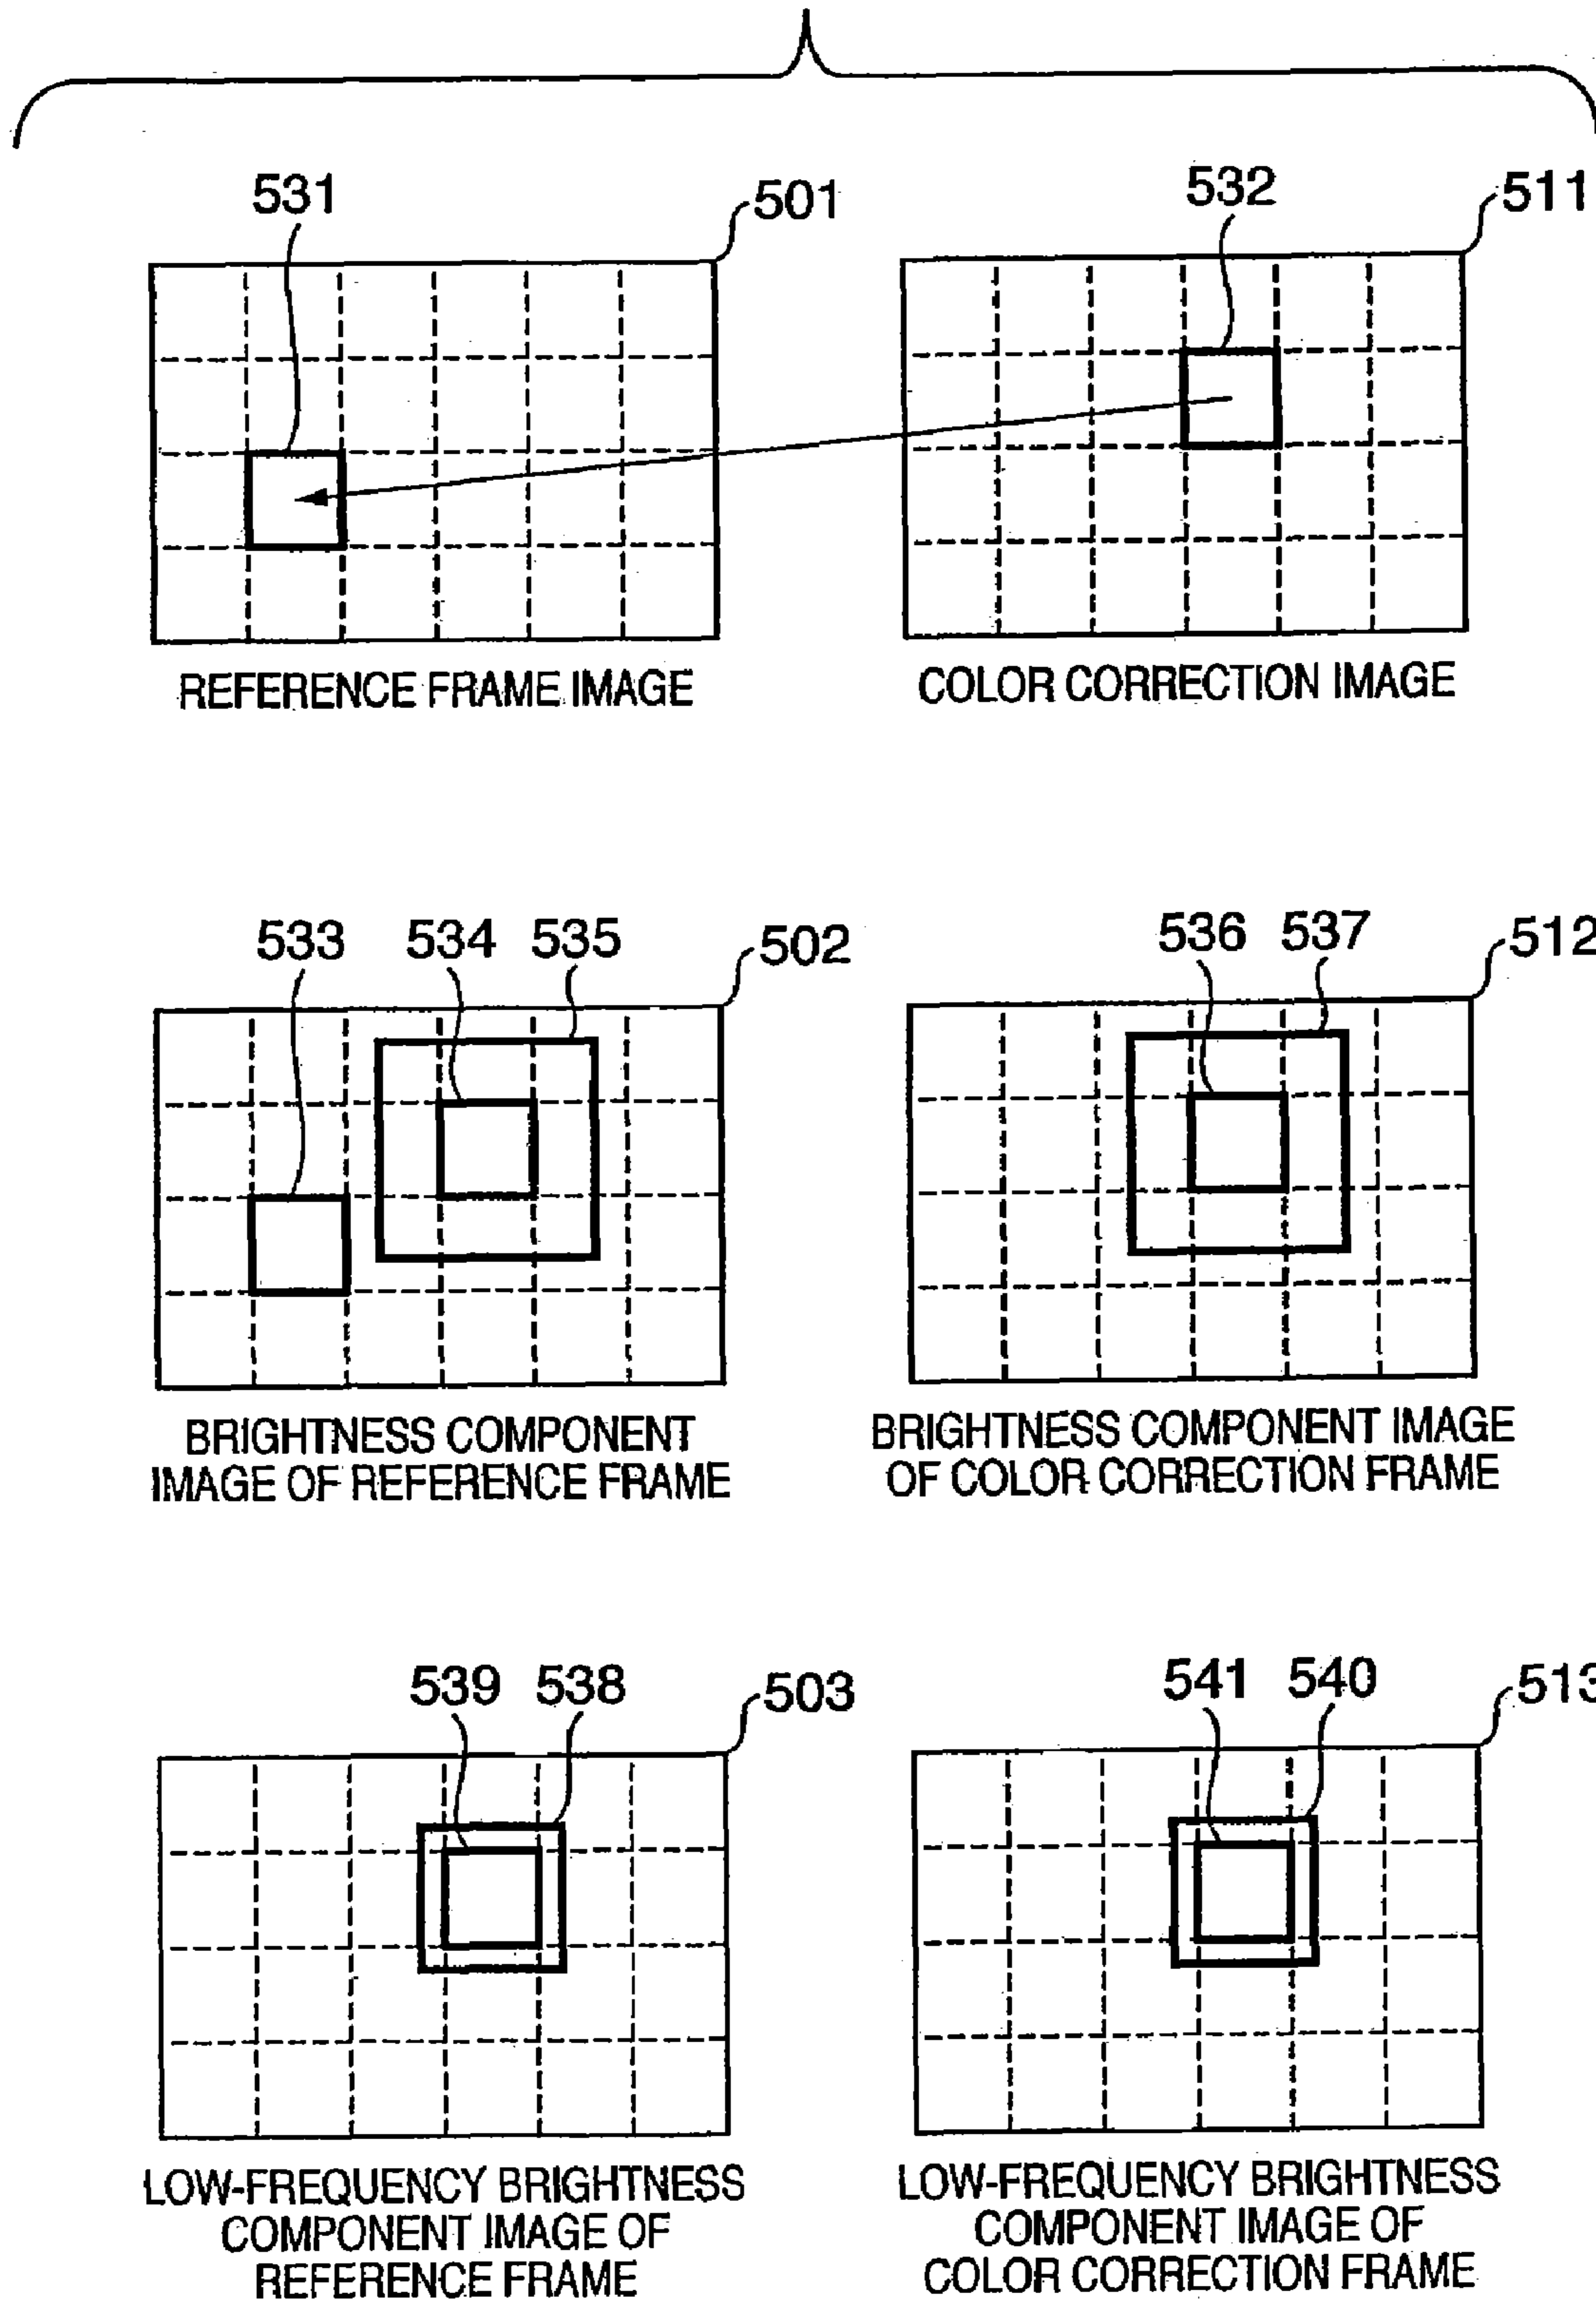 531
501
532
511
REFERENCE FRAME IMAGE
COLOR CORRECTION IMAGE
533
534
535
502
536
537
512
BRIGHTNESS COMPONENT
IMAGE OF REFERENCE FRAME
BRIGHTNESS COMPONENT IMAGE
OF COLOR CORRECTION FRAME
539
538
503
541
540
513
LOW-FREQUENCY BRIGHTNESS
COMPONENT IMAGE OF
REFERENCE FRAME
LOW-FREQUENCY BRIGHTNESS
COMPONENT IMAGE OF
COLOR CORRECTION FRAME